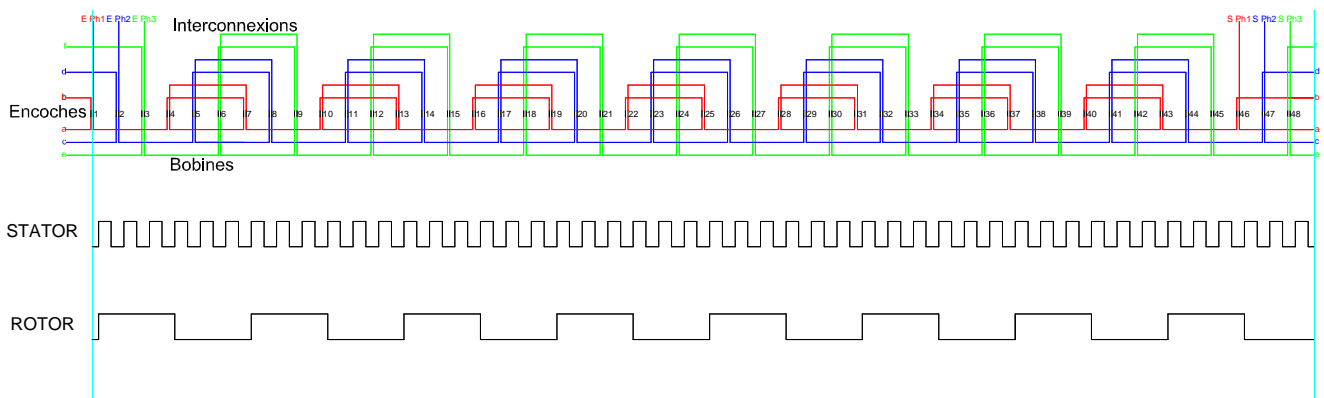 E Ph1 E Ph2 E Ph3 Interconnexions S Ph1 S Ph2 S Ph3
f f
d d
b b
Encoches 1 2 3 4 5 6 7 8 9 10 11 12 13 14 15 16 17 18 19 20 21 22 23 24 25 26 27 28 29 30 31 32 33 34 35 36 37 38 39 40 41 42 43 44 45 46 47 48
a a
c c
e e
Bobines
STATOR
ROTOR